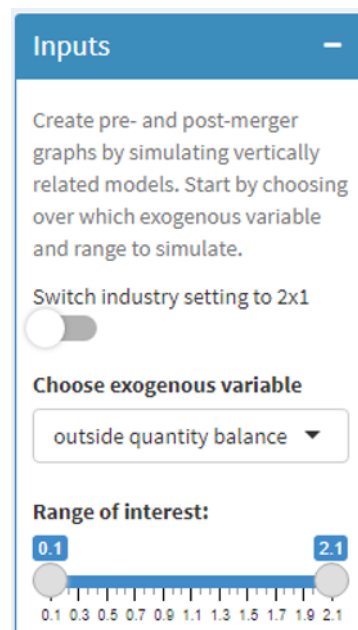 Inputs
Create pre- and post-merger
graphs by simulating vertically
related models. Start by choosing
over which exogenous variable
and range to simulate.
Switch industry setting to 2x1
Choose exogenous variable
outside quantity balance
Range of interest:
0.1 2.1
0.1 0.3 0.5 0.7 0.9 1.1 1.3 1.5 1.7 1.9 2.1